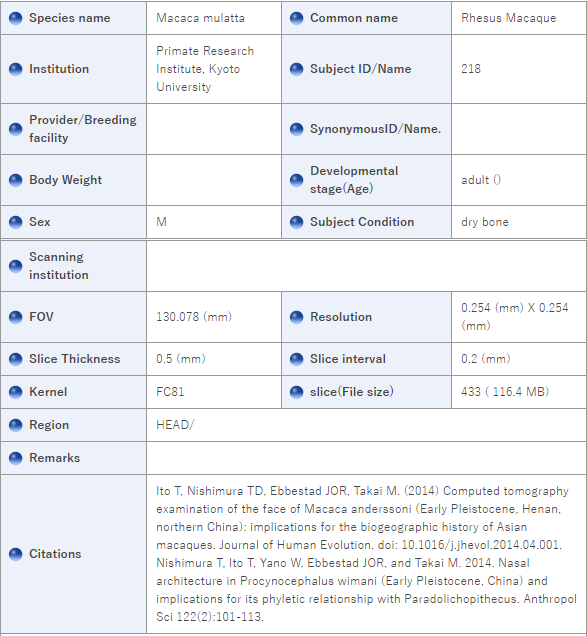 Species name Macaca mulatta Common name Rhesus Macaque
Institution Primate Research Institute, Kyoto University Subject ID/Name 218
Provider/Breeding facility SynonymousID/Name.
Body Weight Developmental stage(Age) adult ()
Sex M Subject Condition dry bone
Scanning institution
FOV 130.078 (mm) Resolution 0.254 (mm) X 0.254 (mm)
Slice Thickness 0.5 (mm) Slice interval 0.2 (mm)
Kernel FC81 slice(File size) 433 ( 116.4 MB)
Region HEAD/
Remarks
Citations
Ito T, Nishimura TD, Ebbestad JOR, Takai M. (2014) Computed tomography
examination of the face of Macaca anderssoni (Early Pleistocene, Henan,
northern China): implications for the biogeographic history of Asian
macaques. Journal of Human Evolution. doi: 10.1016/j.jhevol.2014.04.001.
Nishimura T, Ito T, Yano W, Ebbestad JOR, and Takai M. 2014. Nasal
architecture in Procynocephalus wimani (Early Pleistocene, China) and
implications for its phyletic relationship with Paradolichopithecus. Anthropol
Sci 122(2):101-113.